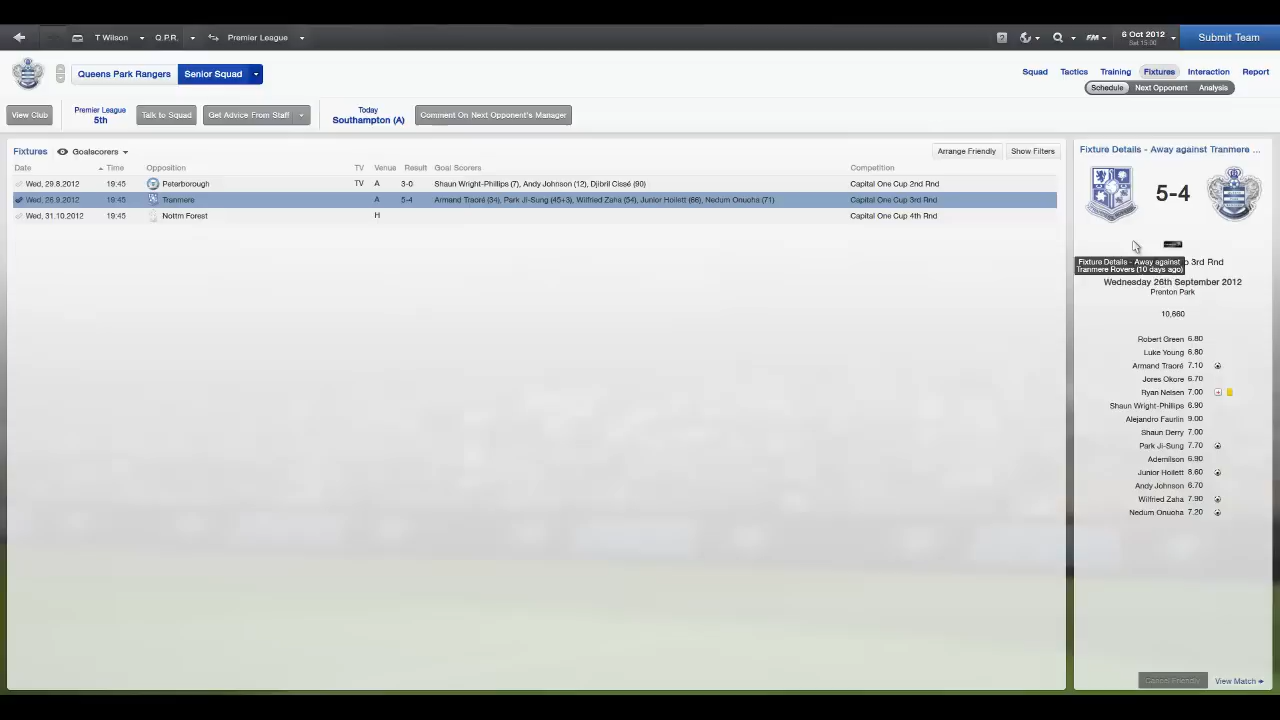 T Wilson Q.P.R. Premier League FM 6 Oct 2012 Sat 15:00 Submit Team
Queens Park Rangers Senior Squad Squad Tactics Training Fixtures Interaction Report
Schedule Next Opponent Analysis
View Club Premier League 5th Talk to Squad Get Advice From Staff Today Southampton (A) Comment On Next Opponent's Manager
Fixtures Goalscorers Arrange Friendly Show Filters
Date Time Opposition TV Venue Result Goal Scorers Competition
Wed, 29.8.2012 19:45 Peterborough TV A 3-0 Shaun Wright-Phillips (7), Andy Johnson (12), Djibril Cissé (90) Capital One Cup 2nd Rnd
Wed, 26.9.2012 19:45 Tranmere A 5-4 Armand Traoré (34), Park Ji-Sung (45+3), Wilfried Zaha (54), Junior Hoilett (66), Nedum Onuoha (71) Capital One Cup 3rd Rnd
Wed, 31.10.2012 19:45 Nottm Forest H Capital One Cup 4th Rnd
Fixture Details - Away against Tranmere ...
5-4
Fixture Details - Away against
Tranmere Rovers (10 days ago)
p 3rd Rnd
Wednesday 26th September 2012
Prenton Park
10,660
Robert Green 6.80
Luke Young 6.80
Armand Traoré 7.10
Jores Okore 6.70
Ryan Nelsen 7.00
Shaun Wright-Phillips 6.90
Alejandro Faurlin 9.00
Shaun Derry 7.00
Park Ji-Sung 7.70
Ademilson 6.90
Junior Hoilett 8.60
Andy Johnson 6.70
Wilfried Zaha 7.90
Nedum Onuoha 7.20
Cancel Friendly View Match